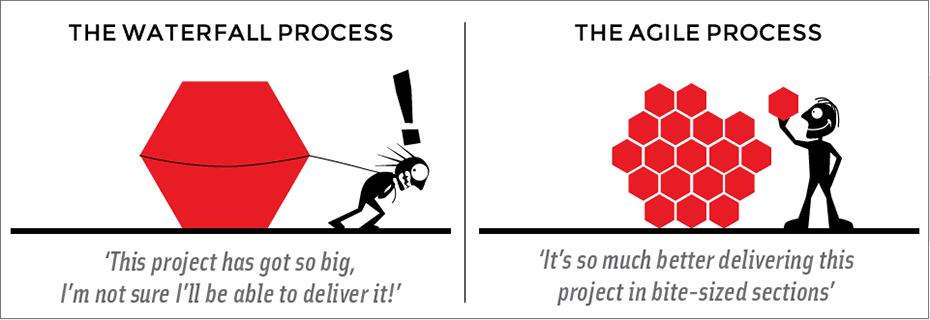 THE WATERFALL PROCESS
!
‘This project has got so big,
I’m not sure I’ll be able to deliver it!’
THE AGILE PROCESS
‘It’s so much better delivering this
project in bite-sized sections’